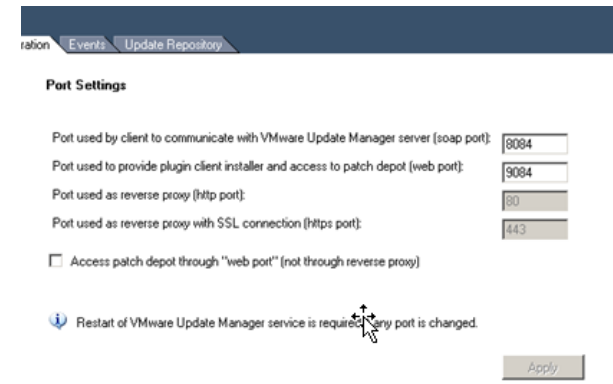 ration Events Update Repository
Port Settings
Port used by client to communicate with VMware Update Manager server (soap port): 8084
Port used to provide plugin client installer and access to patch depot (web port): 9084
Port used as reverse proxy (http port): 80
Port used as reverse proxy with SSL connection (https port): 443
Access patch depot through "web port" (not through reverse proxy)
Restart of VMware Update Manager service is required any port is changed.
Apply